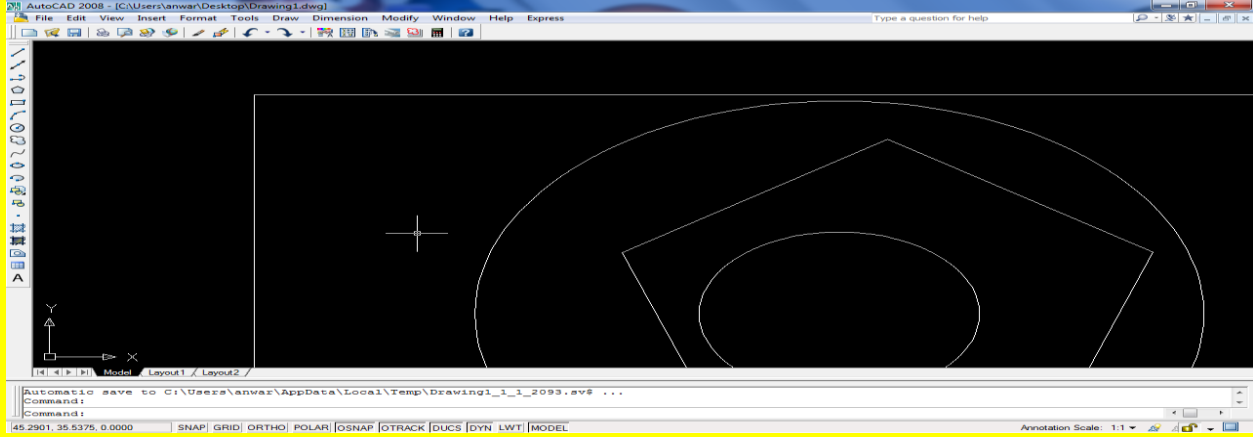 AutoCAD 2008 - [C:\Users\anwar\Desktop\Drawing1.dwg]
File Edit View Insert Format Tools Draw Dimension Modify Window Help Express Type a question for help
A
Y
X
Model Layout1 Layout2
Automatic save to C:\Users\anwar\AppData\Local\Temp\Drawing1_1_1_2093.sv$ ...
Command:
Command:
45.2901, 35.5375, 0.0000 SNAP GRID ORTHO POLAR OSNAP OTRACK DUCS DYN LWT MODEL Annotation Scale: 1:1